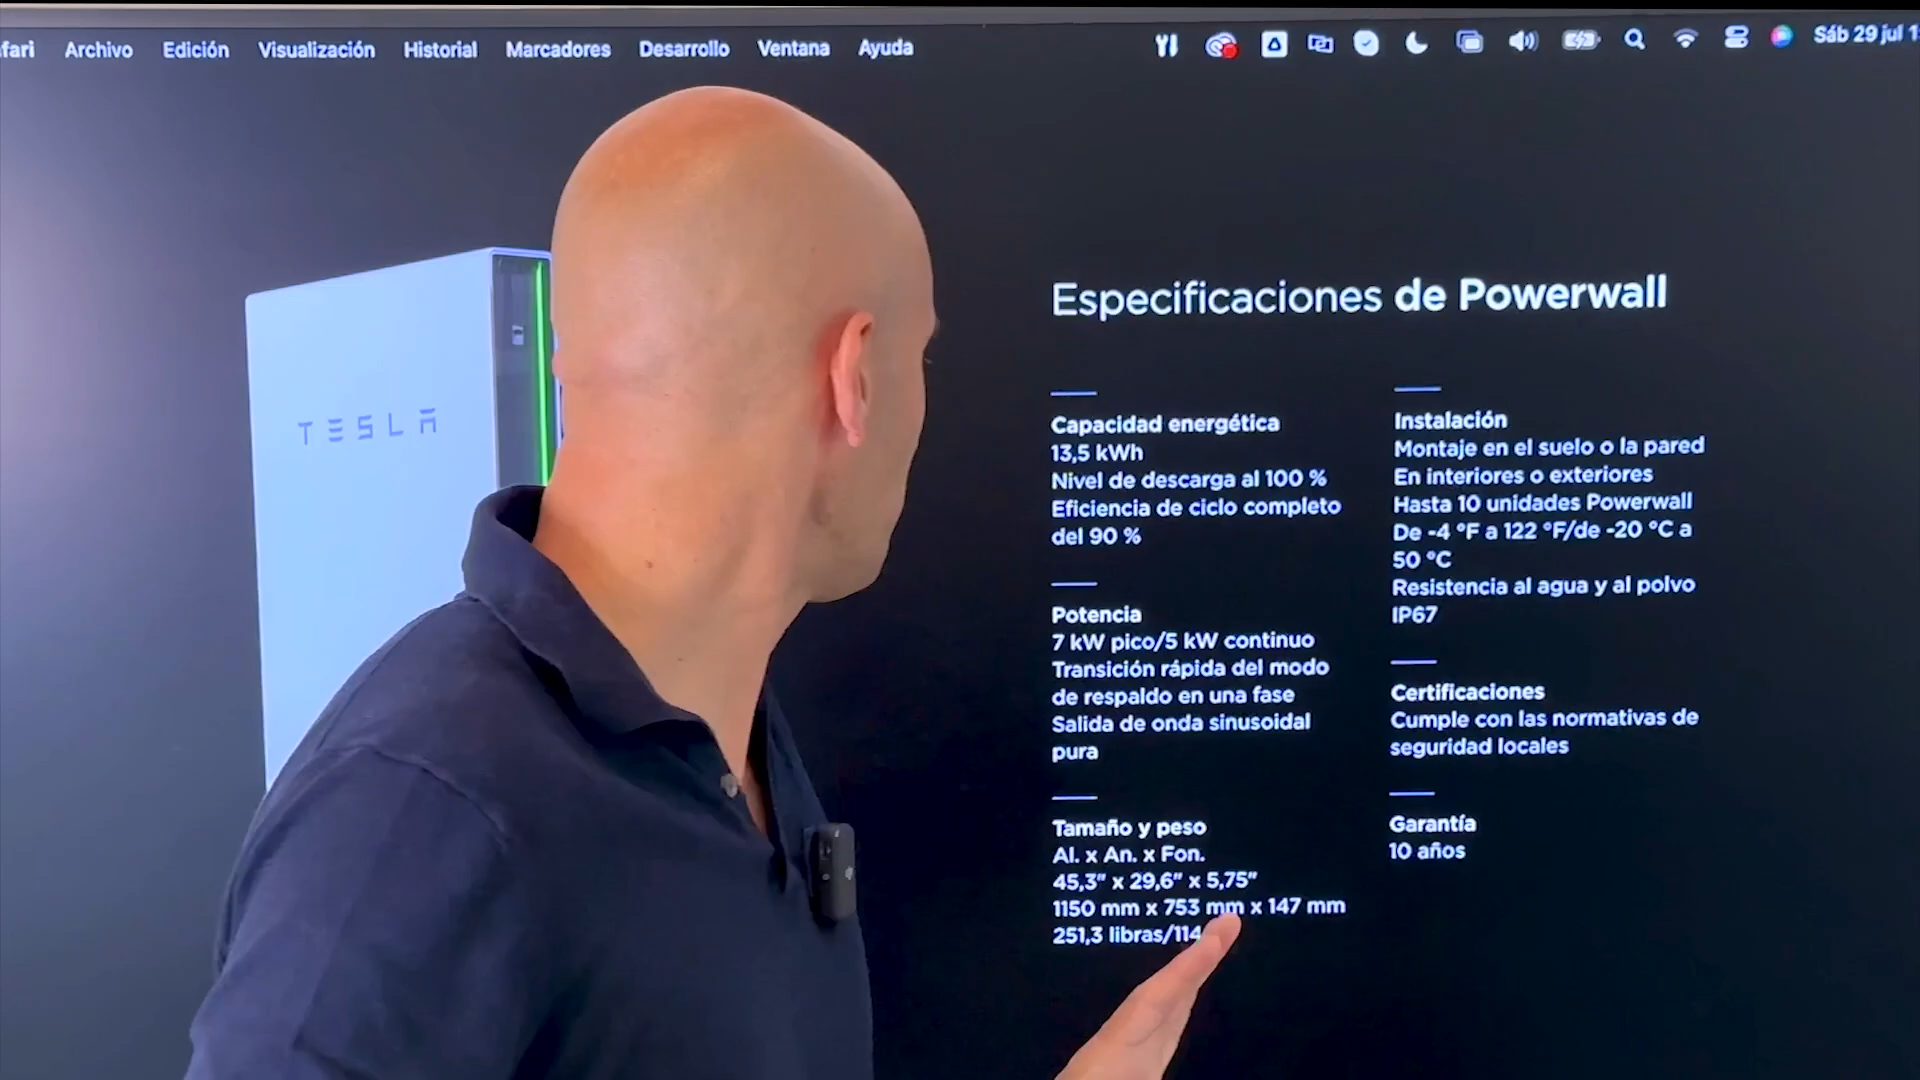 fari Archivo Edición Visualización Historial Marcadores Desarrollo Ventana Ayuda
Sáb 29 jul 1
TESLA
Especificaciones de Powerwall
Capacidad energética
13,5 kWh
Nivel de descarga al 100 %
Eficiencia de ciclo completo
del 90 %
Potencia
7 kW pico/5 kW continuo
Transición rápida del modo
de respaldo en una fase
Salida de onda sinusoidal
pura
Tamaño y peso
Al. x An. x Fon.
45,3" x 29,6" x 5,75"
1150 mm x 753 mm x 147 mm
251,3 libras/114
Instalación
Montaje en el suelo o la pared
En interiores o exteriores
Hasta 10 unidades Powerwall
De -4 °F a 122 °F/de -20 °C a
50 °C
Resistencia al agua y al polvo
IP67
Certificaciones
Cumple con las normativas de
seguridad locales
Garantía
10 años